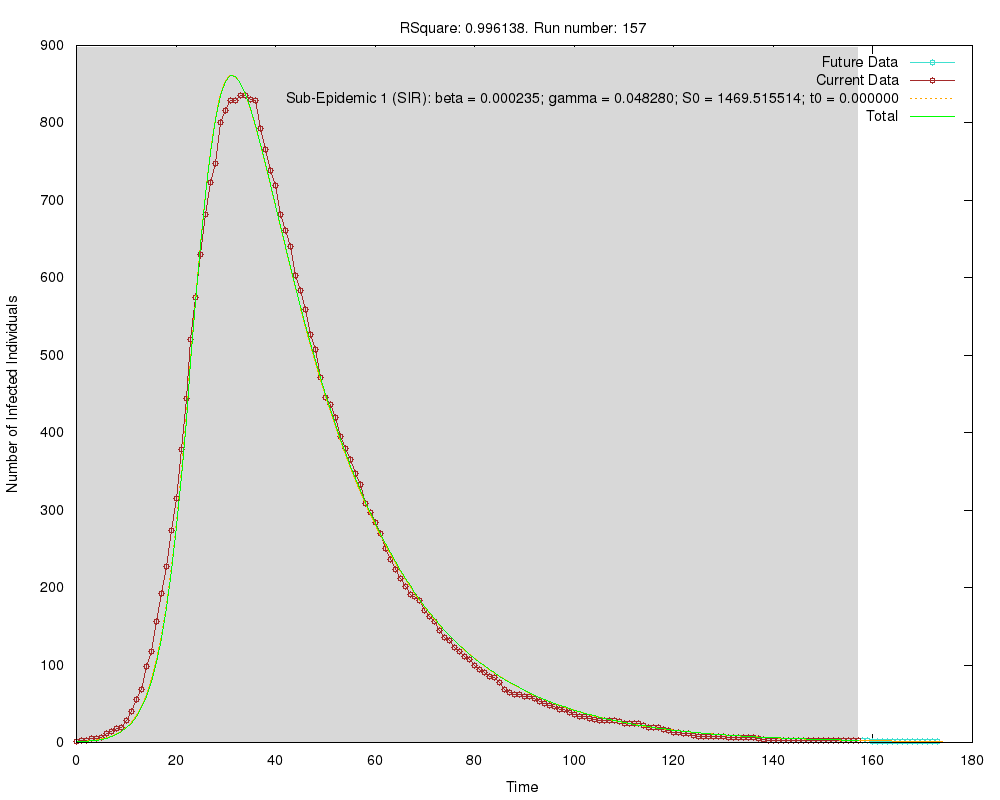 RSquare: 0.996138. Run number: 157
Future Data
Current Data
Sub-Epidemic 1 (SIR): beta = 0.000235; gamma = 0.048280; S0 = 1469.515514; t0 = 0.000000
Total
900
800
700
600
500
400
300
200
100
0
Number of Infected Individuals
0 20 40 60 80 100 120 140 160 180
Time